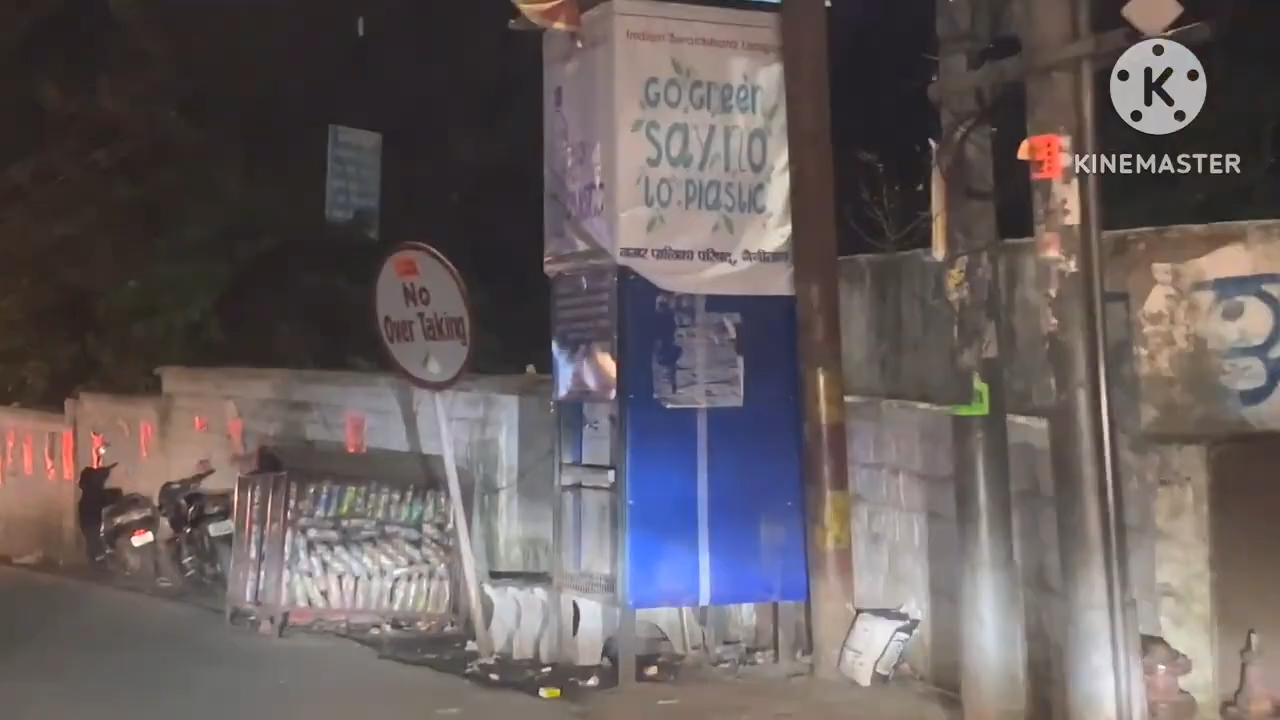 Indian Swachhata League
GO Green
Say no
to plastic
नगर पालिका परिषद्, नैनीताल
No
Over Taking
K
KINEMASTER